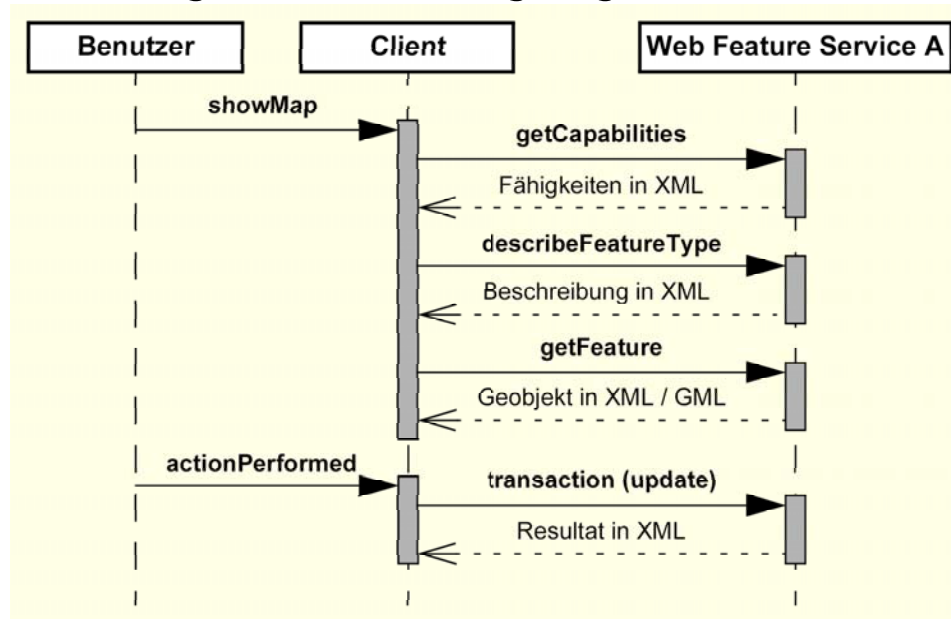 Benutzer
Client
Web Feature Service A
showMap
getCapabilities
Fähigkeiten in XML
describeFeatureType
Beschreibung in XML
getFeature
Geobjekt in XML / GML
actionPerformed
transaction (update)
Resultat in XML